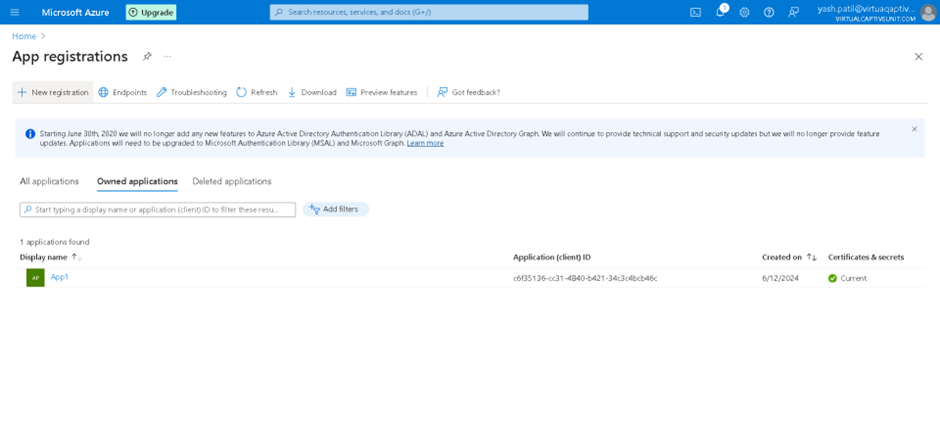 Microsoft Azure
Upgrade
Search resources, services, and docs (G+/)
1
yash.patil@virtuaqaptiv...
VIRTUALCAPTIVEUNIT.COM
Home >
App registrations
...
New registration
Endpoints
Troubleshooting
Refresh
Download
Preview features
Got feedback?
Starting June 30th, 2020 we will no longer add any new features to Azure Active Directory Authentication Library (ADAL) and Azure Active Directory Graph. We will continue to provide technical support and security updates but we will no longer provide feature
updates. Applications will need to be upgraded to Microsoft Authentication Library (MSAL) and Microsoft Graph. Learn more
All applications Owned applications Deleted applications
Start typing a display name or application (client) ID to filter these resu...
Add filters
1 applications found
Display name Application (client) ID Created on Certificates & secrets
AP App1 c6f35136-cc31-4840-b421-34c3c4bcb46c 6/12/2024 Current